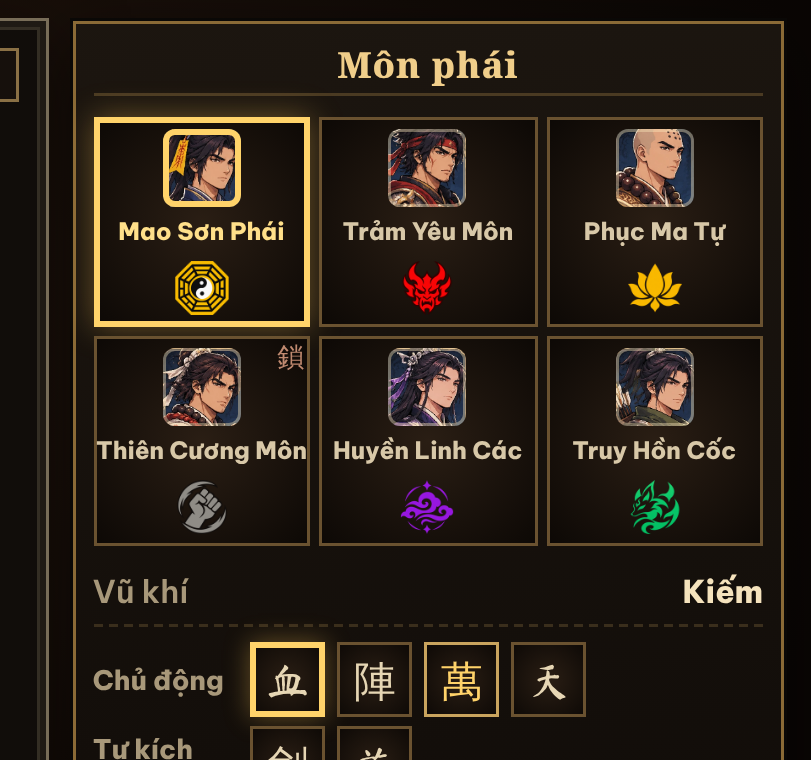 Môn phái
Mao Sơn Phái
Trảm Yêu Môn
Phục Ma Tự
鎖
Thiên Cương Môn
Huyền Linh Các
Truy Hồn Cốc
Vũ khí
Kiếm
Chủ động
血
陣
萬
天
Tự kích
劍